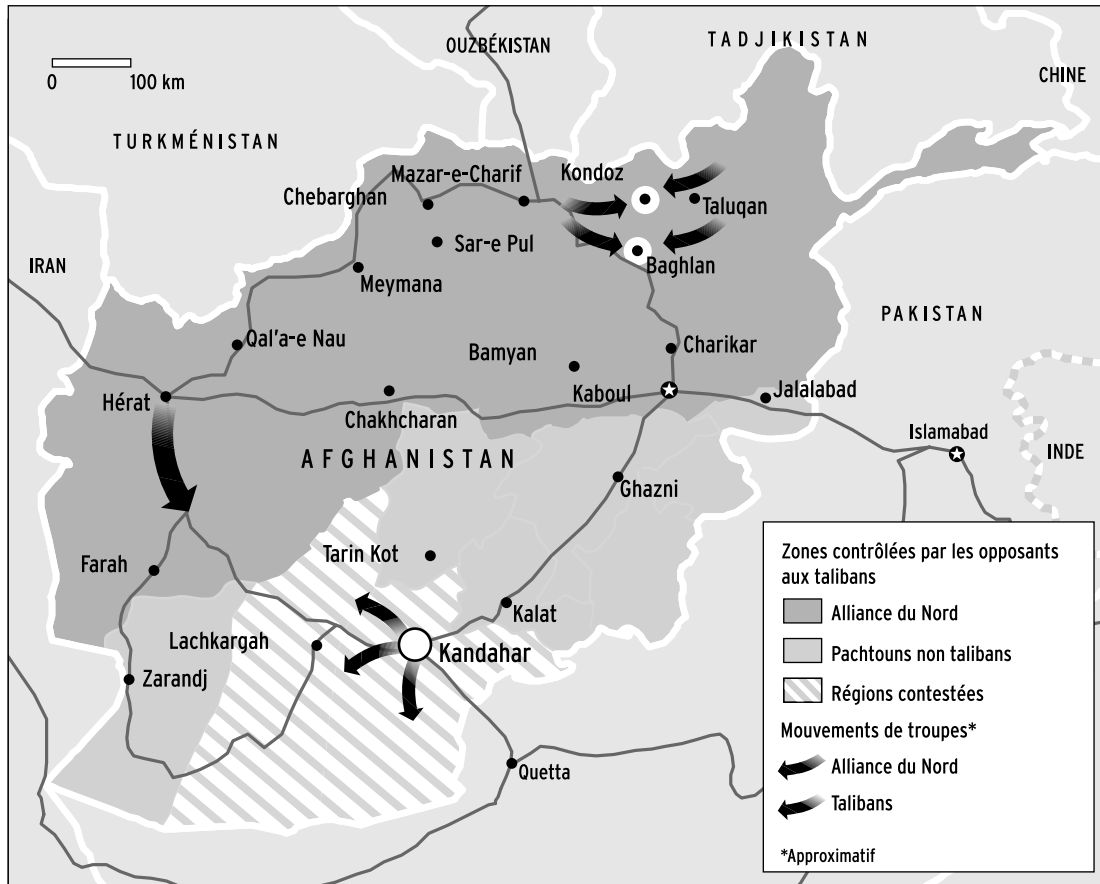 OUZBÉKISTAN
TADJIKISTAN
CHINE
0 100 km
TURKMÉNISTAN
Mazar-e-Charif
Kondoz
Chebarghan
Taluqan
Sar-e Pul
IRAN
Baghlan
Meymana
PAKISTAN
Qal'a-e Nau
Charikar
Bamyan
Kaboul
Jalalabad
Hérat
Chakhcharan
Islamabad
AFGHANISTAN
INDE
Ghazni
Tarin Kot
Farah
Kalat
Lachkargah
Kandahar
Zarandj
Quetta
Zones contrôlées par les opposants
aux talibans
Alliance du Nord
Pachtouns non talibans
Régions contestées
Mouvements de troupes*
Alliance du Nord
Talibans
*Approximatif